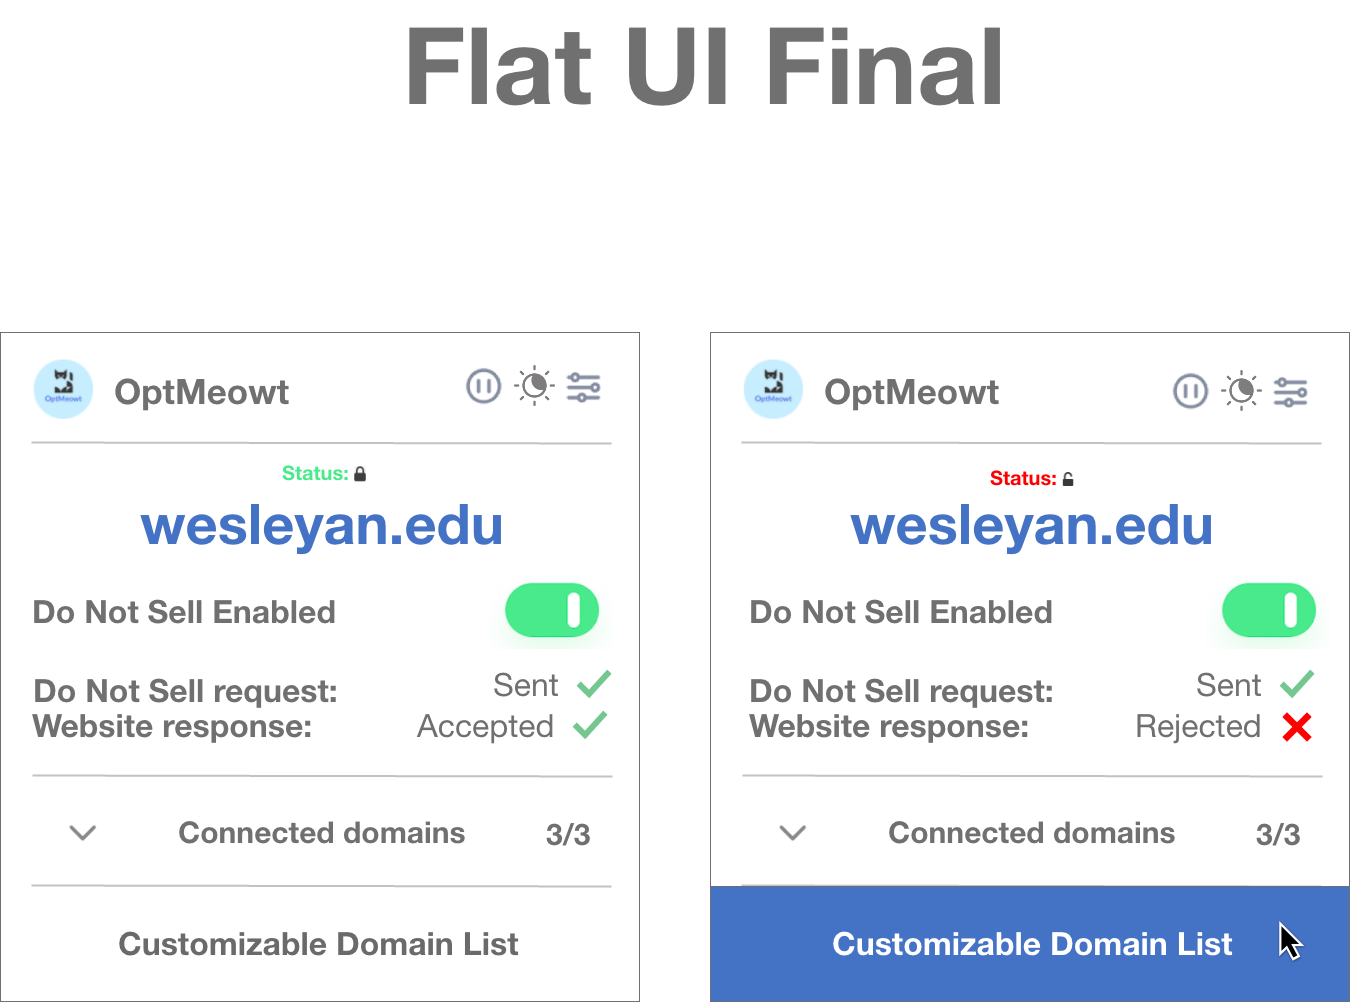 Flat UI Final
OptMeowt
OptMeowt
Status:
wesleyan.edu
Do Not Sell Enabled
Do Not Sell request: Sent
Website response: Accepted
Connected domains 3/3
Customizable Domain List
OptMeowt
OptMeowt
Status:
wesleyan.edu
Do Not Sell Enabled
Do Not Sell request: Sent
Website response: Rejected
Connected domains 3/3
Customizable Domain List